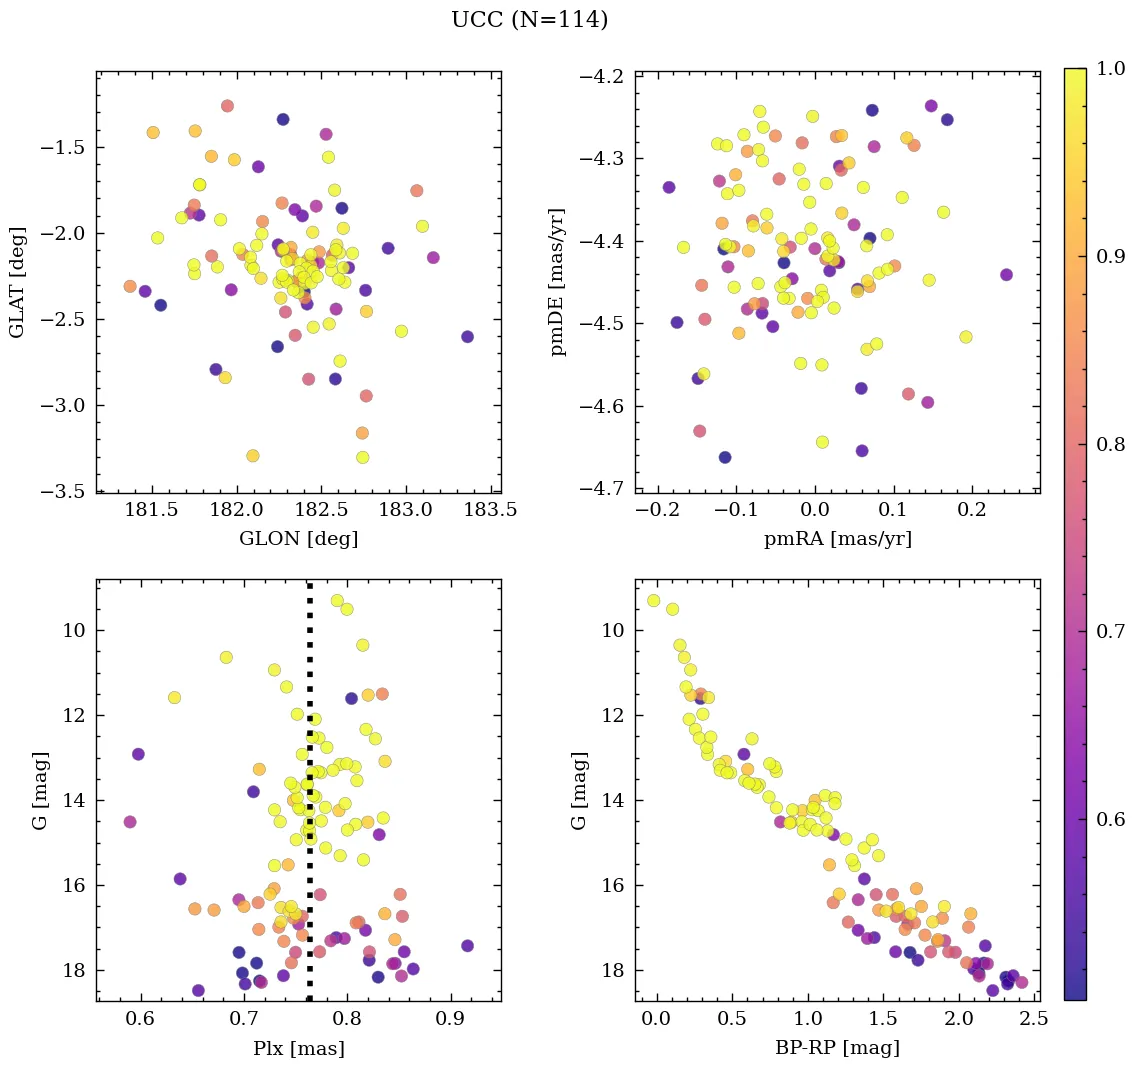 UCC (N=114)
−1.5
−2.0
−2.5
−3.0
−3.5
GLAT [deg]
181.5 182.0 182.5 183.0 183.5
GLON [deg]
−4.2
−4.3
−4.4
−4.5
−4.6
−4.7
pmDE [mas/yr]
−0.2 −0.1 0.0 0.1 0.2
pmRA [mas/yr]
1.0
0.9
0.8
0.7
0.6
10
12
14
16
18
G [mag]
0.6 0.7 0.8 0.9
Plx [mas]
10
12
14
16
18
G [mag]
0.0 0.5 1.0 1.5 2.0 2.5
BP-RP [mag]